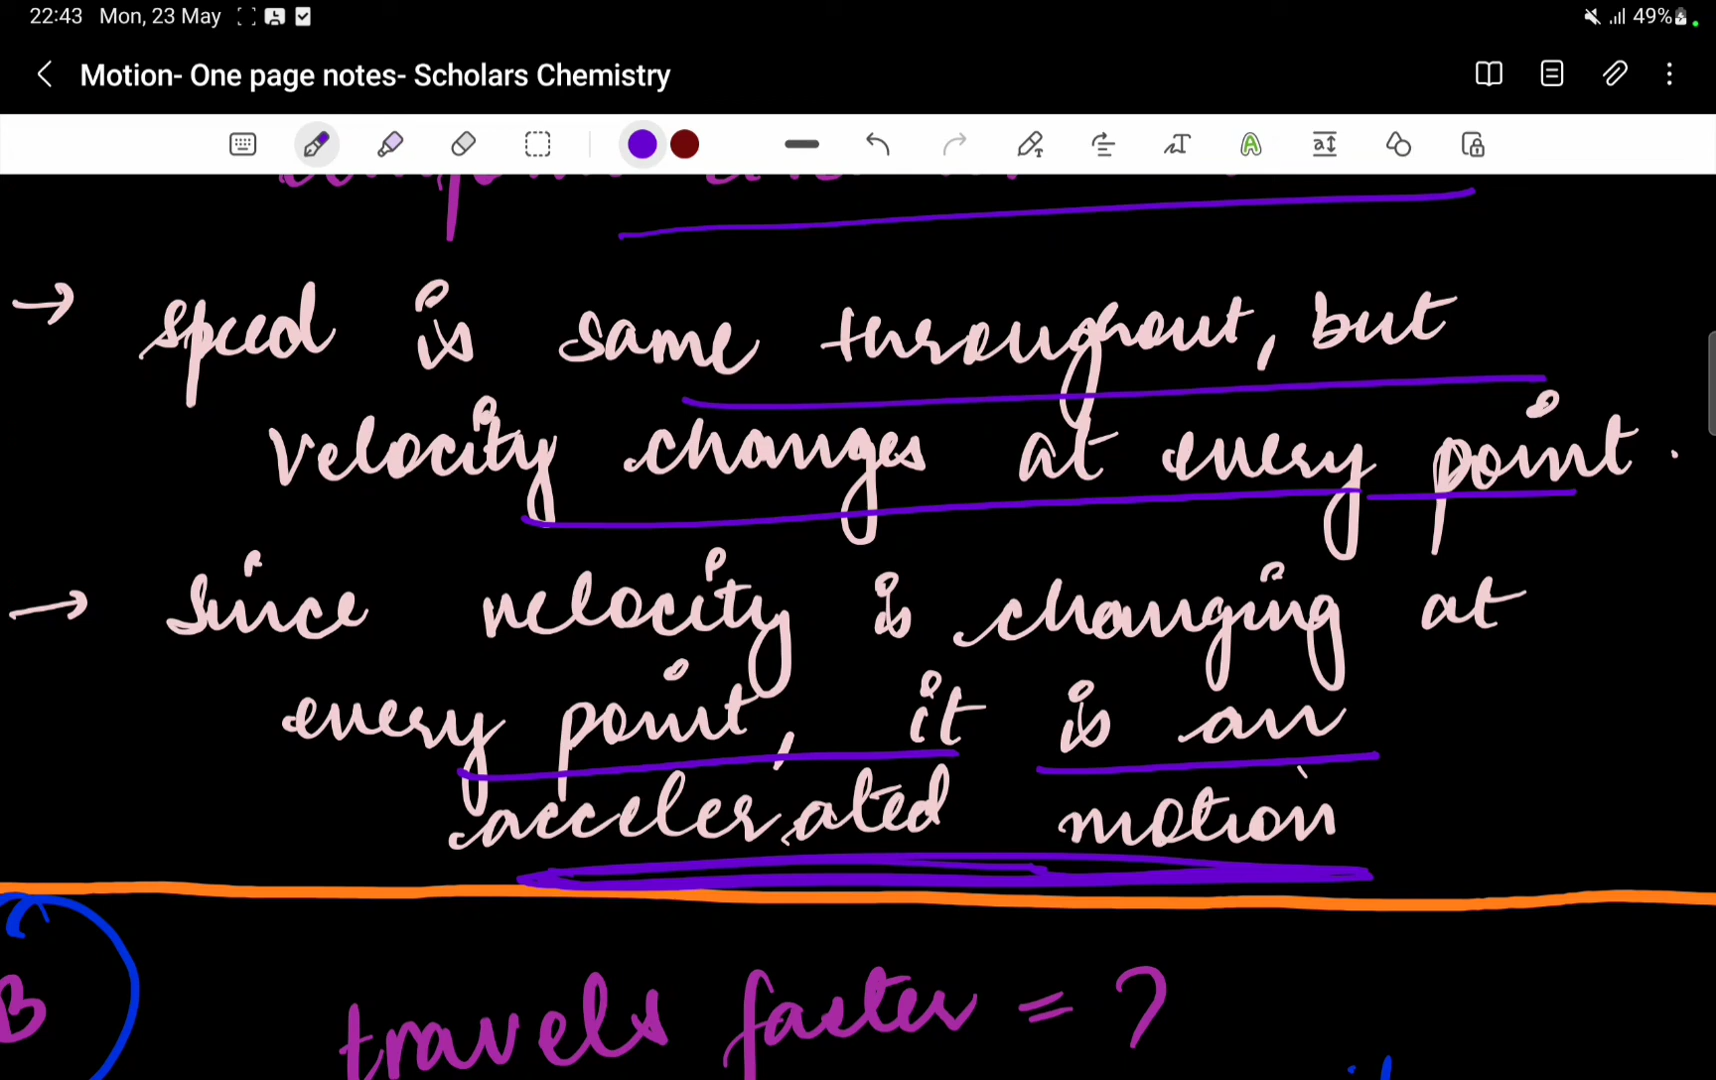 22:43 Mon, 23 May 49%
Motion- One page notes- Scholars Chemistry
→ speed is same throughout, but
velocity changes at every point.
→ Since velocity is changing at
every point, it is an
accelerated motion
B
travels faster = ?